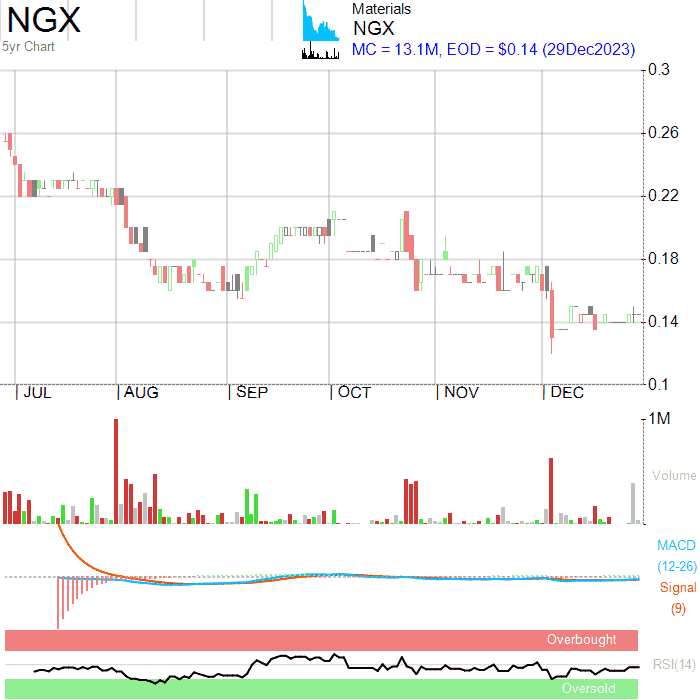 NGX
5yr Chart
Materials
NGX
MC = 13.1M, EOD = $0.14 (29Dec2023)
0.3
0.26
0.22
0.18
0.14
0.1
JUL AUG SEP OCT NOV DEC
1M
Volume
MACD
(12-26)
Signal
(9)
Overbought
RSI(14)
Oversold